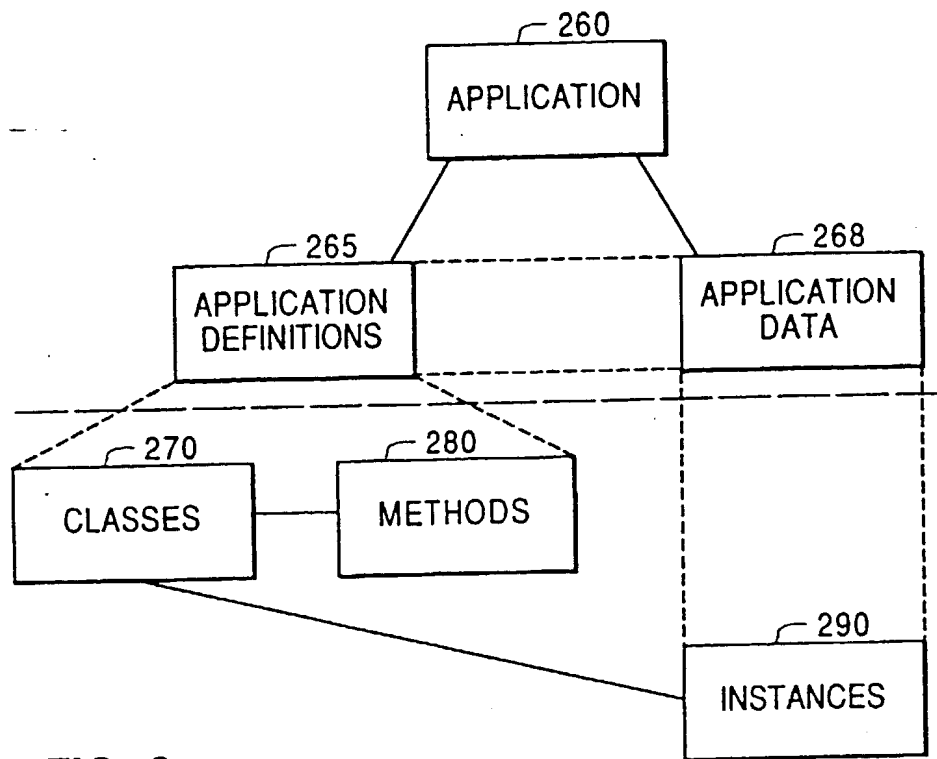 260
APPLICATION
265
APPLICATION
DEFINITIONS
268
APPLICATION
DATA
270
CLASSES
280
METHODS
290
INSTANCES